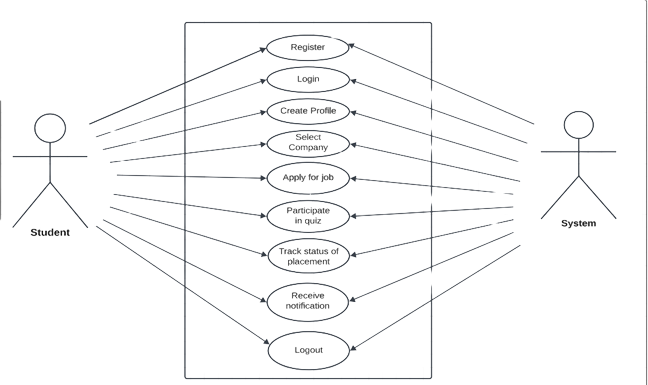 Register
Login
Create Profile
Select
Company
Apply for job
Participate
in quiz
Track status of
placement
Receive
notification
Logout
Student
System